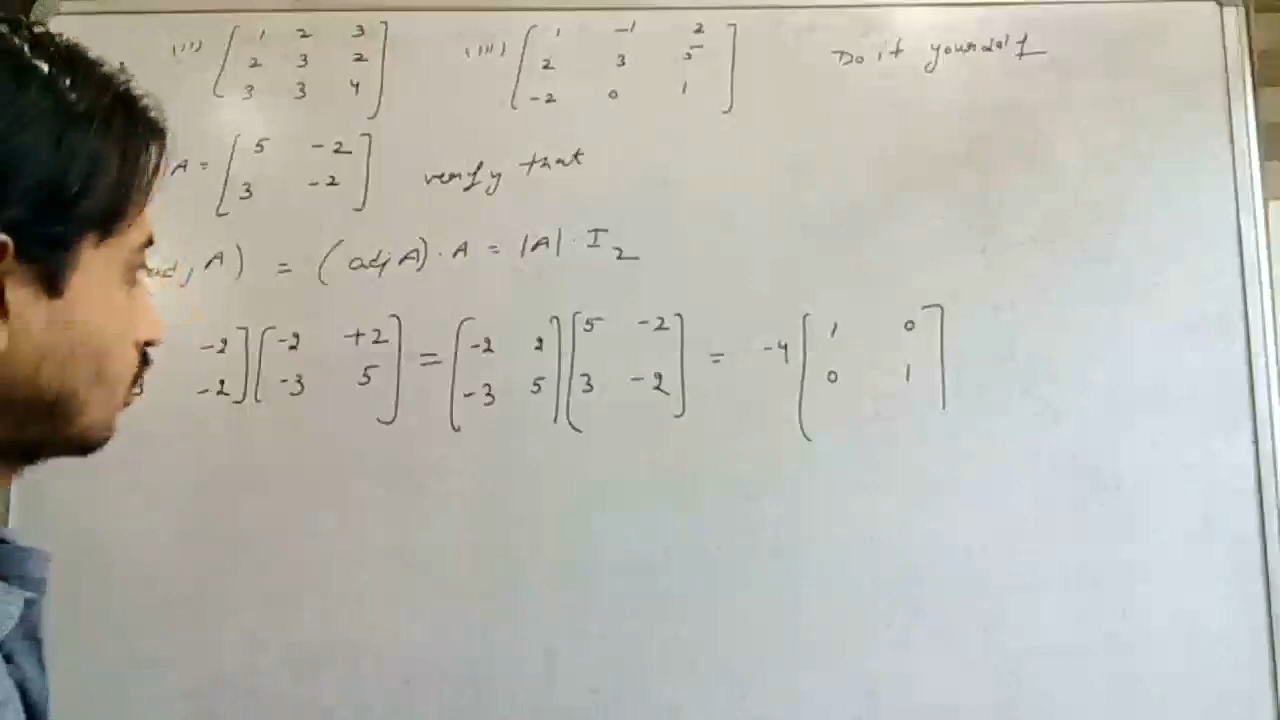 (ii) [ 1 2 3 (iii) [ 1 -1 2 Do it yourself
2 3 2 2 3 5
3 3 4 ] -2 0 1 ]
A = [ 5 -2 verify that
3 -2 ]
A) = (adj A) · A = |A| · I₂
-2 ] [ -2 +2 ] = [ -2 2 ] [ 5 -2 ] = -4 [ 1 0
3 -2 ] [ -3 5 ] [ -3 5 ] [ 3 -2 ] 0 1 ]